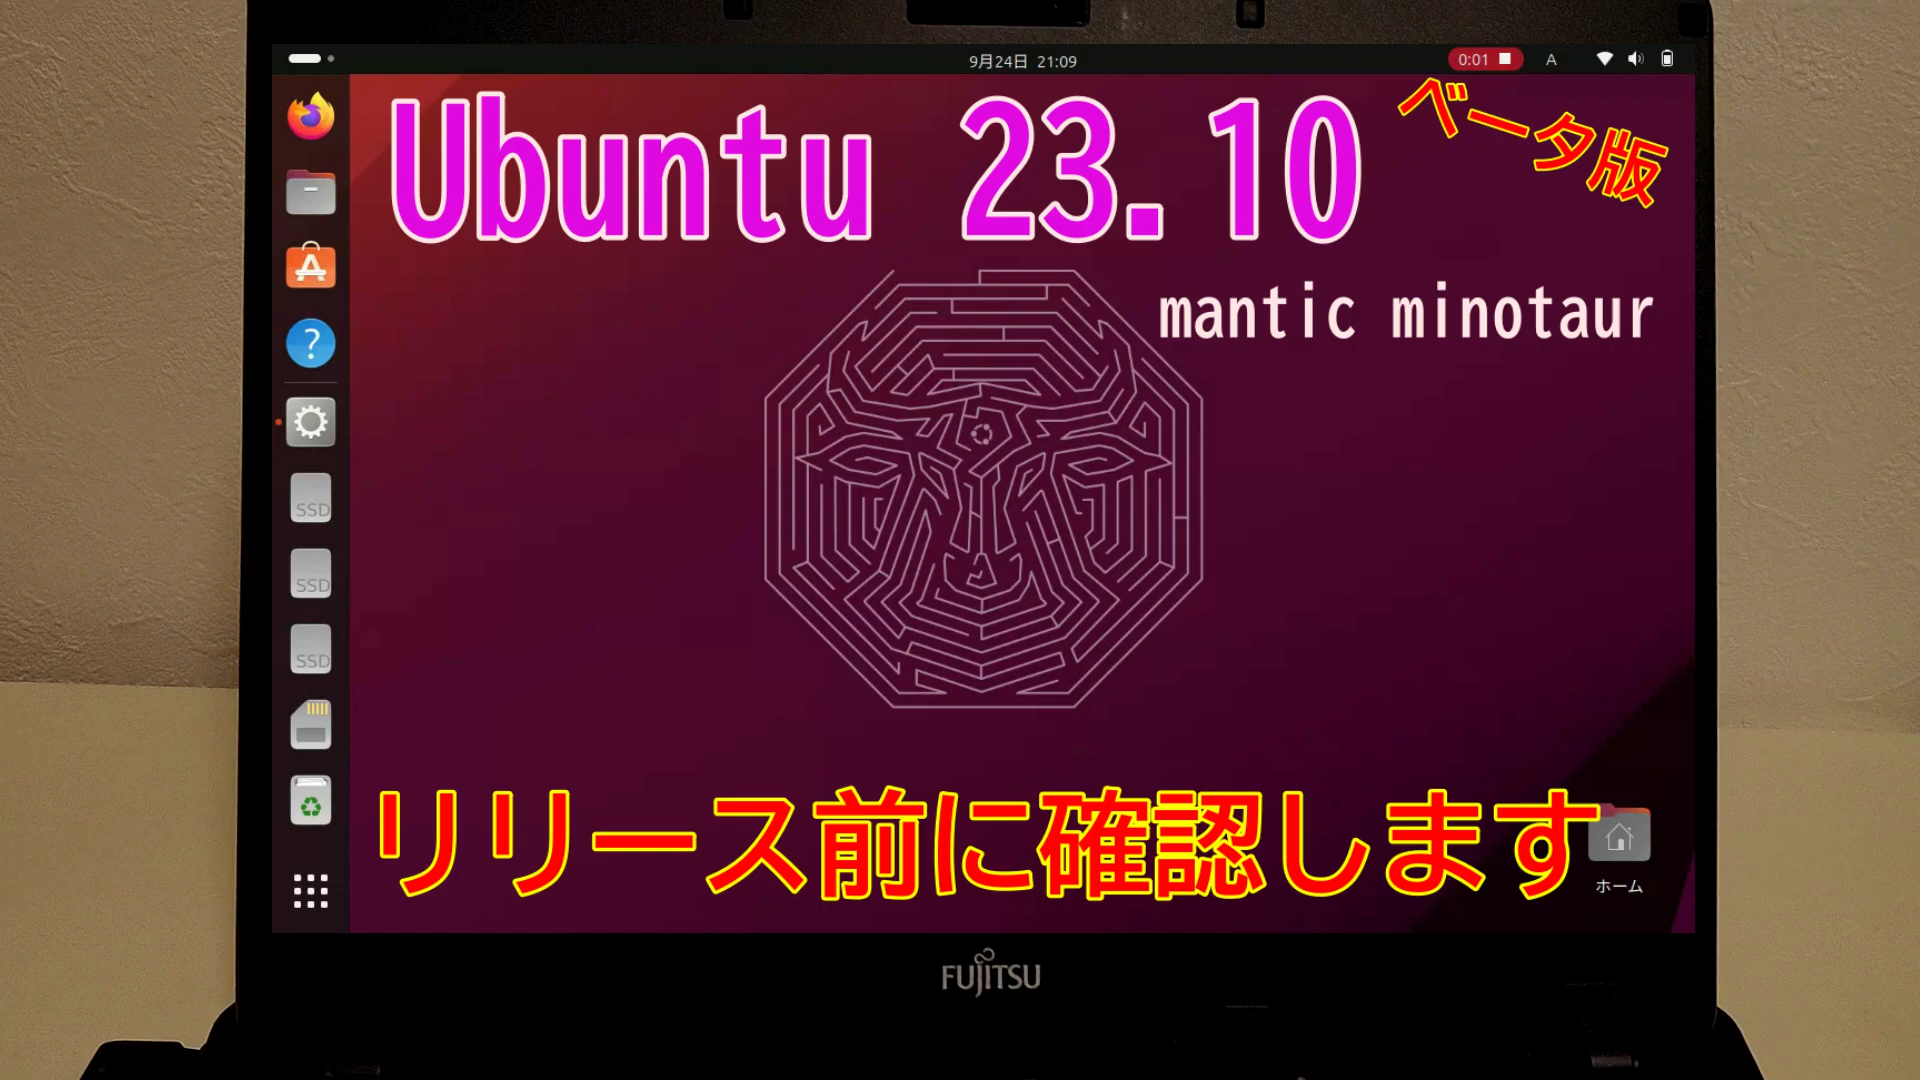 9月24日 21:09
0:01
A
Ubuntu 23.10
ベータ版
mantic minotaur
SSD
SSD
SSD
リリース前に確認します
ホーム
FUJITSU